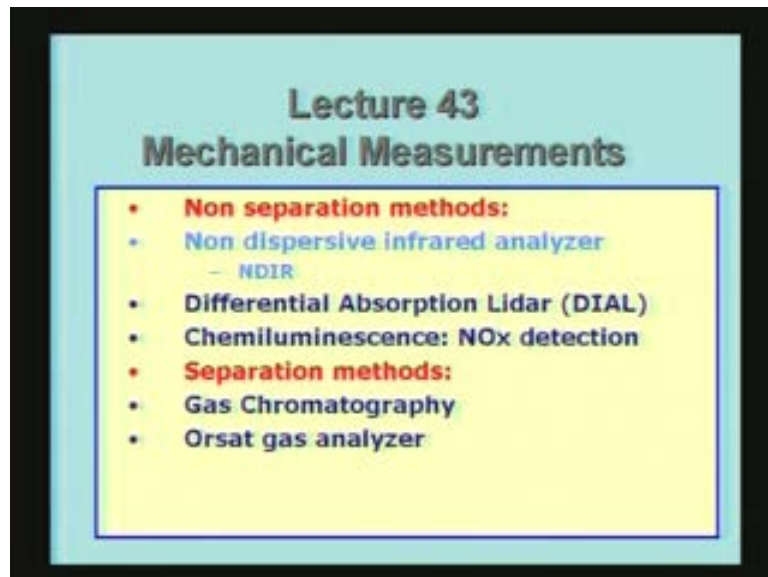 Lecture 43
Mechanical Measurements
• Non separation methods:
• Non dispersive infrared analyzer
– NDIR
• Differential Absorption Lidar (DIAL)
• Chemiluminescence: NOx detection
• Separation methods:
• Gas Chromatography
• Orsat gas analyzer